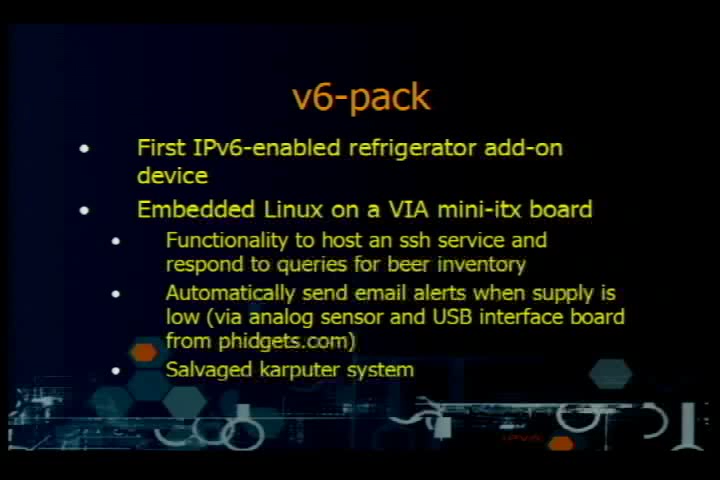 v6-pack
First IPv6-enabled refrigerator add-on
device
Embedded Linux on a VIA mini-itx board
Functionality to host an ssh service and
respond to queries for beer inventory
Automatically send email alerts when supply is
low (via analog sensor and USB interface board
from phidgets.com)
Salvaged karputer system
IPV6